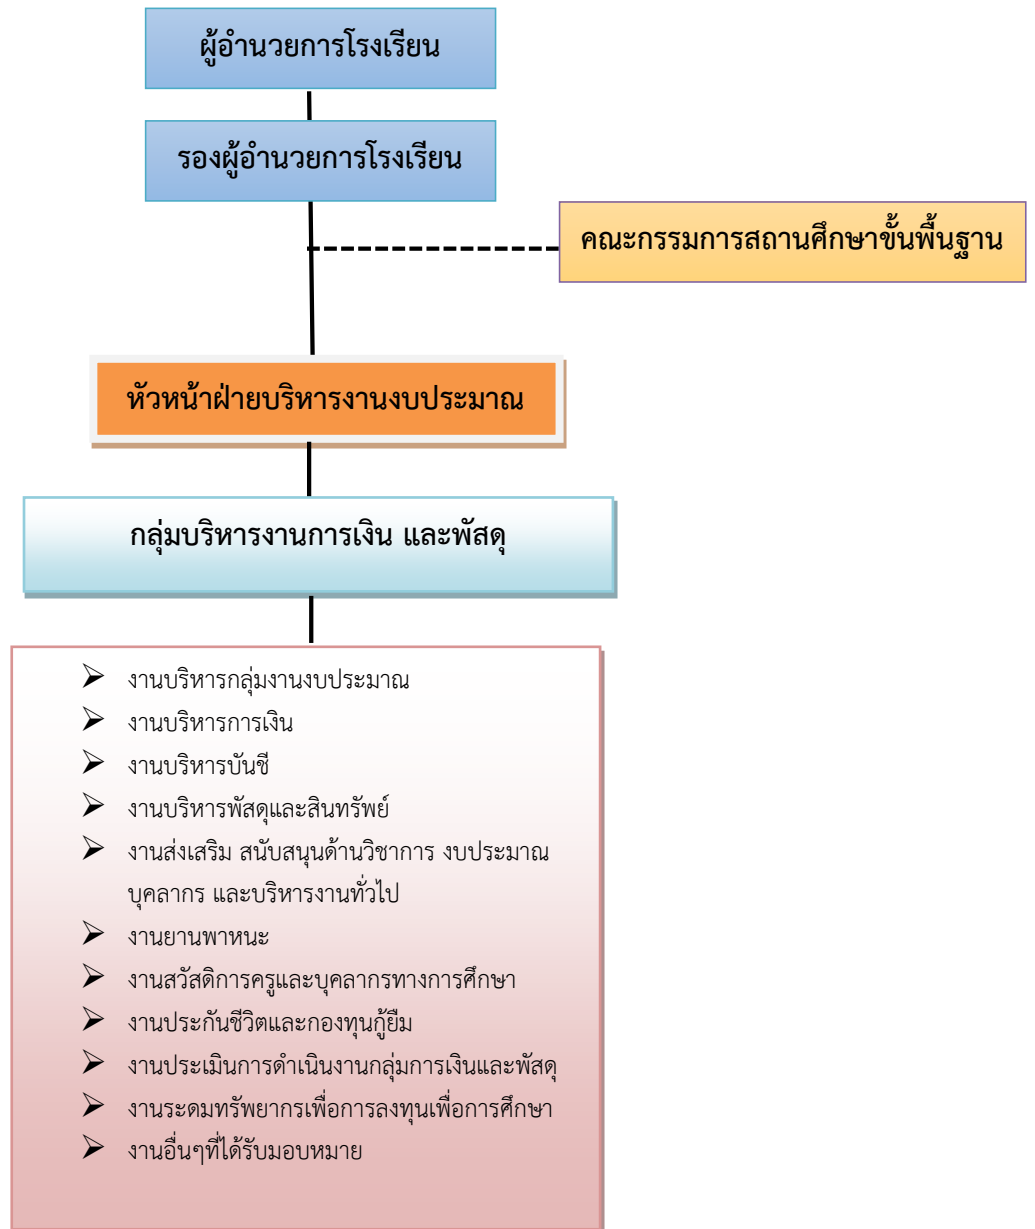 ผู้อำนวยการโรงเรียน
รองผู้อำนวยการโรงเรียน
คณะกรรมการสถานศึกษาขั้นพื้นฐาน
หัวหน้าฝ่ายบริหารงานงบประมาณ
กลุ่มบริหารงานการเงิน และพัสดุ
➢ งานบริหารกลุ่มงานงบประมาณ
➢ งานบริหารการเงิน
➢ งานบริหารบันชี
➢ งานบริหารพัสดุและสินทรัพย์
➢ งานส่งเสริม สนับสนุนด้านวิชาการ งบประมาณ
บุคลากร และบริหารงานทั่วไป
➢ งานยานพาหนะ
➢ งานสวัสดิการครูและบุคลากรทางการศึกษา
➢ งานประกันชีวิตและกองทุนกู้ยืม
➢ งานประเมินการดำเนินงานกลุ่มการเงินและพัสดุ
➢ งานระดมทรัพยากรเพื่อการลงทุนเพื่อการศึกษา
➢ งานอื่นๆที่ได้รับมอบหมาย